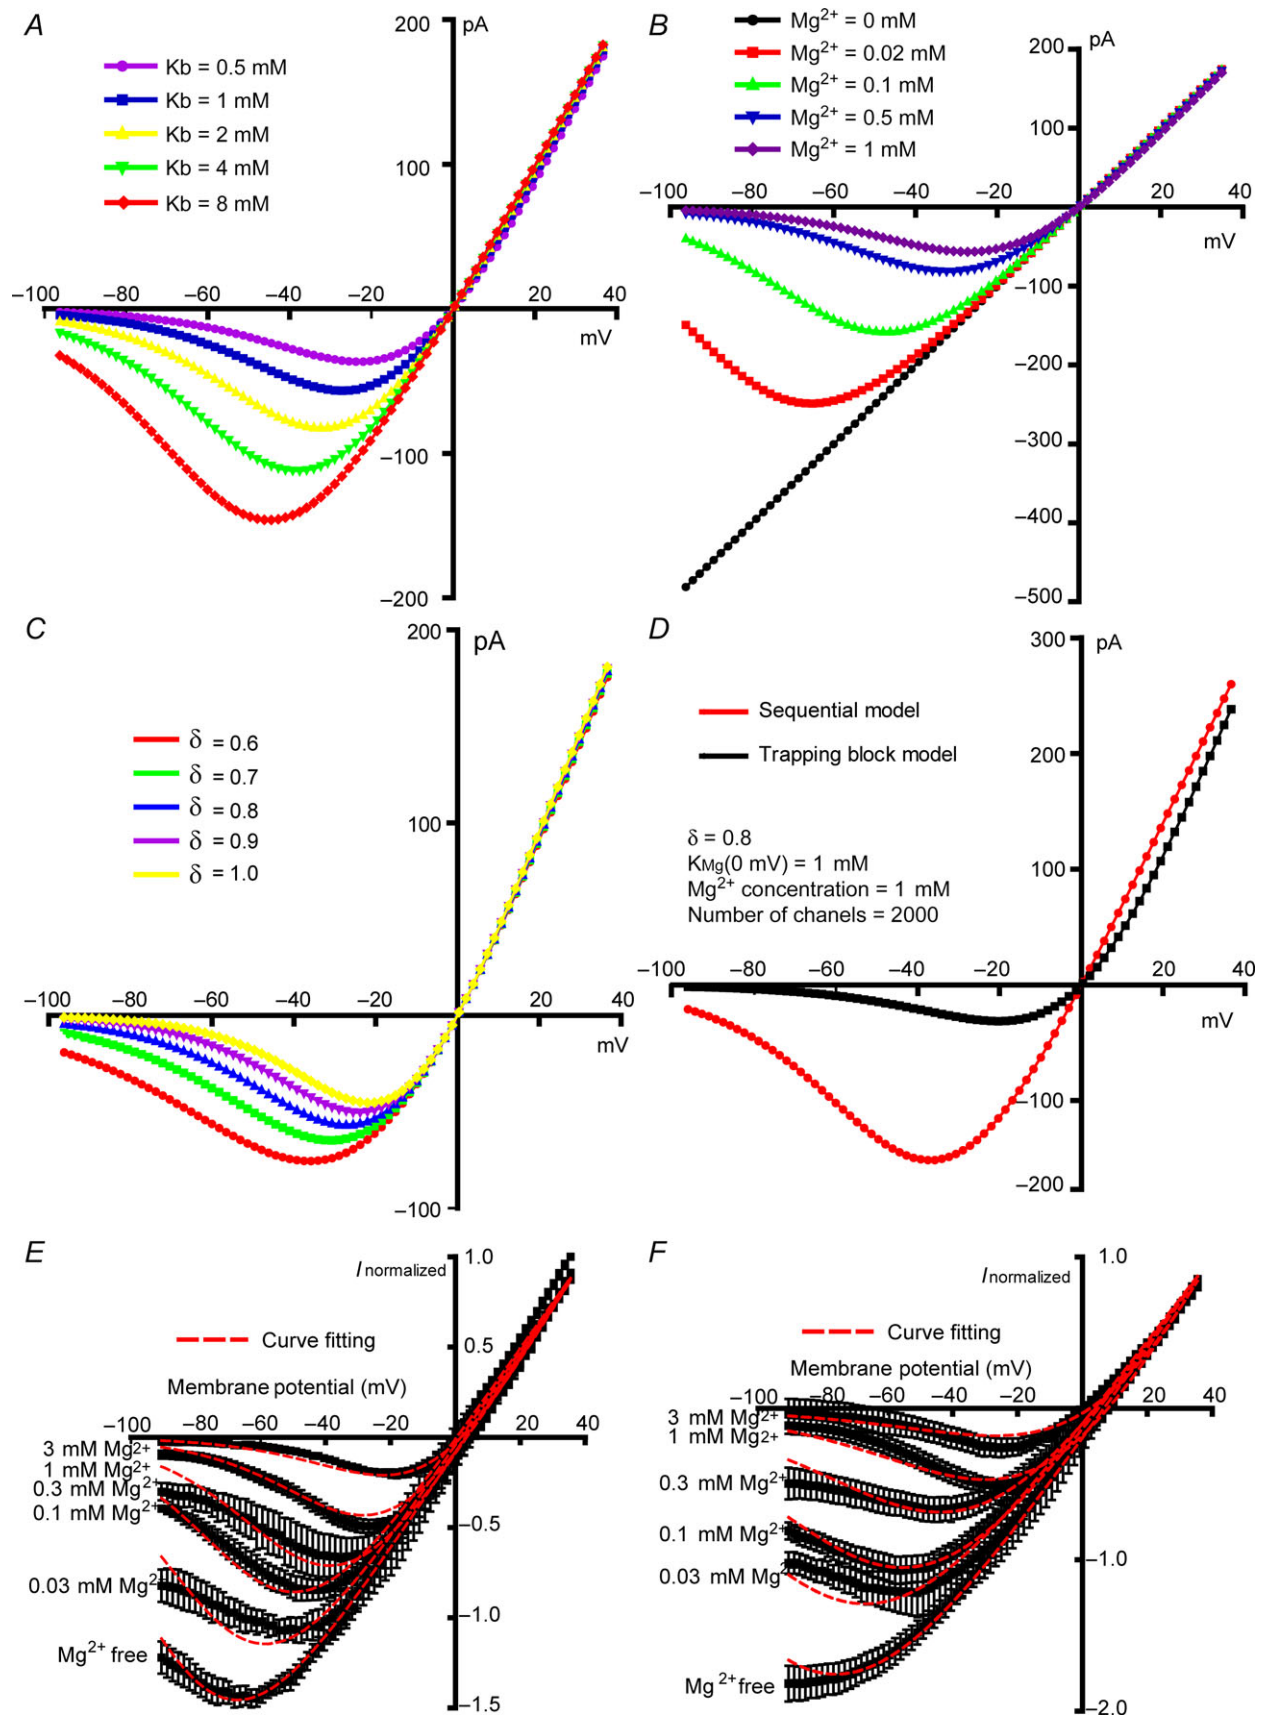 A
200
pA
Kb = 0.5 mM
Kb = 1 mM
Kb = 2 mM
Kb = 4 mM
Kb = 8 mM
100
–100
–80
–60
–40
–20
20
40
mV
–100
–200
B
Mg2+ = 0 mM
Mg2+ = 0.02 mM
Mg2+ = 0.1 mM
Mg2+ = 0.5 mM
Mg2+ = 1 mM
pA
200
100
–100
–80
–60
–40
–20
20
40
mV
–100
–200
–300
–400
–500
C
200
pA
δ = 0.6
δ = 0.7
δ = 0.8
δ = 0.9
δ = 1.0
100
–100
–80
–60
–40
–20
20
40
mV
–100
D
300
pA
Sequential model
Trapping block model
200
δ = 0.8
KMg(0 mV) = 1 mM
Mg2+ concentration = 1 mM
Number of chanels = 2000
100
–100
–80
–60
–40
–20
20
40
mV
–100
–200
E
1.0
I normalized
Curve fitting
0.5
Membrane potential (mV)
–100
–80
–60
–40
–20
20
40
3 mM Mg2+
1 mM Mg2+
0.3 mM Mg2+
0.1 mM Mg2+
–0.5
0.03 mM Mg2+
–1.0
Mg2+ free
–1.5
F
1.0
I normalized
Curve fitting
Membrane potential (mV)
–100
–80
–60
–40
–20
20
40
3 mM Mg2+
1 mM Mg2+
0.3 mM Mg2+
0.1 mM Mg2+
–1.0
0.03 mM Mg2
Mg2+ free
–2.0